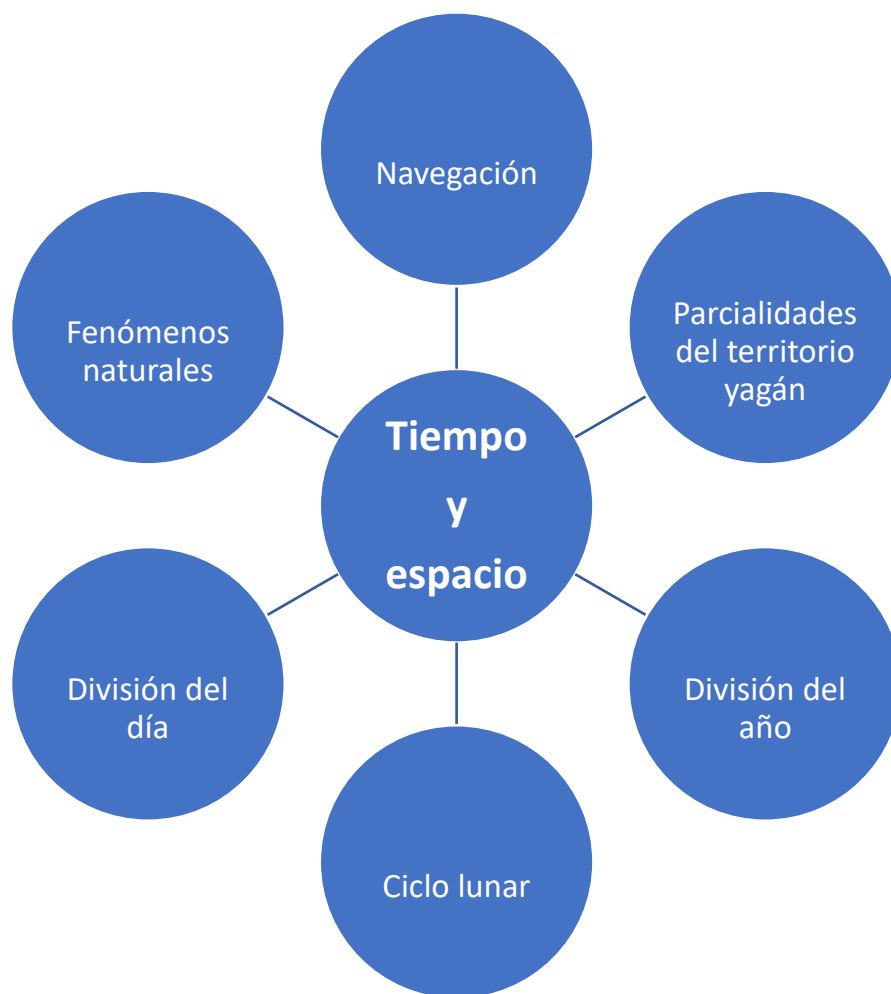 Navegación
Fenómenos
naturales
Parcialidades
del territorio
yagán
Tiempo
y
espacio
División del
día
División del
año
Ciclo lunar